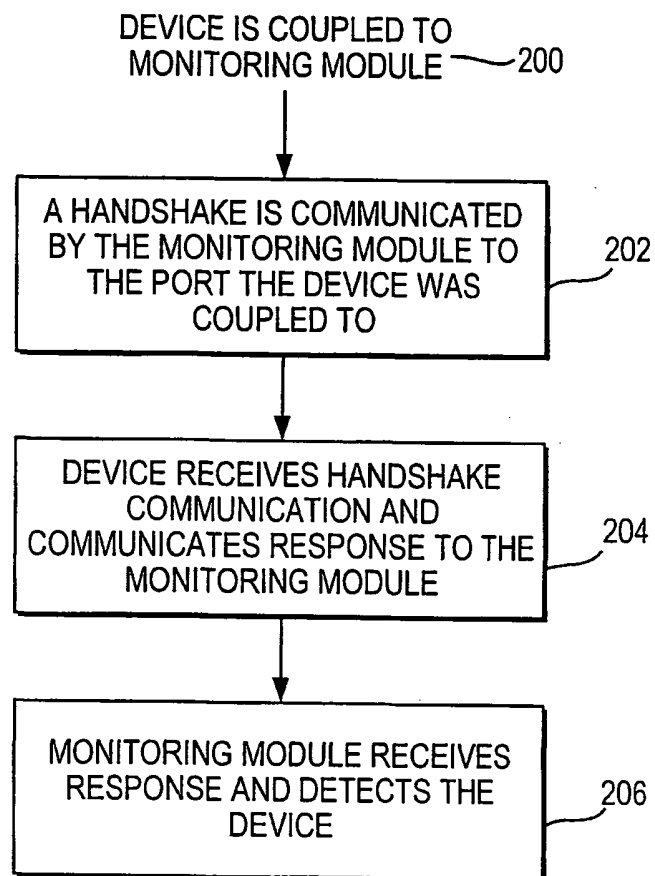 DEVICE IS COUPLED TO
MONITORING MODULE 200
A HANDSHAKE IS COMMUNICATED
BY THE MONITORING MODULE TO
THE PORT THE DEVICE WAS
COUPLED TO
202
DEVICE RECEIVES HANDSHAKE
COMMUNICATION AND
COMMUNICATES RESPONSE TO THE
MONITORING MODULE
204
MONITORING MODULE RECEIVES
RESPONSE AND DETECTS THE
DEVICE
206